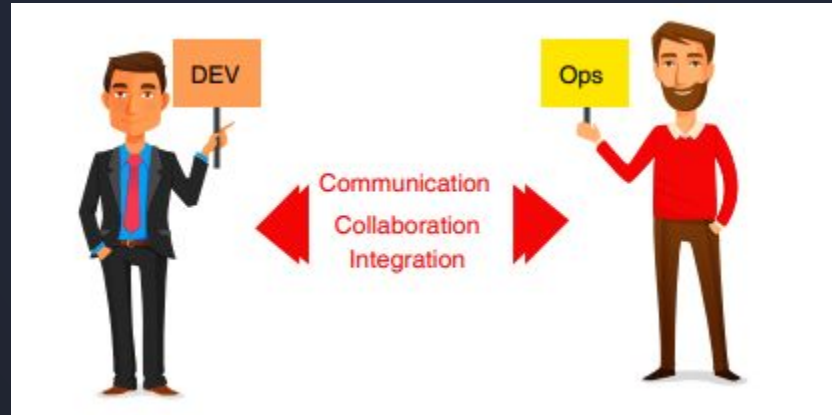 DEV
Ops
Communication
Collaboration
Integration